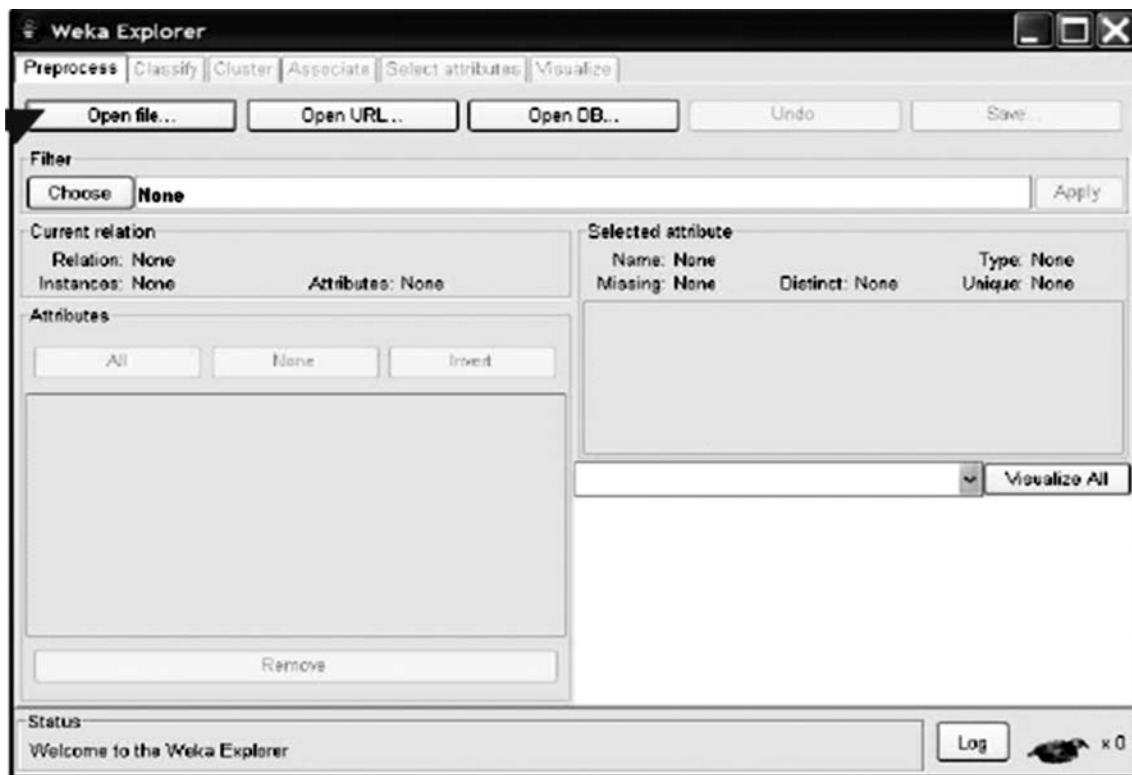 Weka Explorer
Preprocess Classify Cluster Associate Select attributes Visualize
Open file... Open URL... Open DB... Undo Save...
Filter
Choose None Apply
Current relation
Relation: None
Instances: None Attributes: None
Selected attribute
Name: None Type: None
Missing: None Distinct: None Unique: None
Attributes
All None Invert
Visualize All
Remove
Status
Welcome to the Weka Explorer
Log x 0